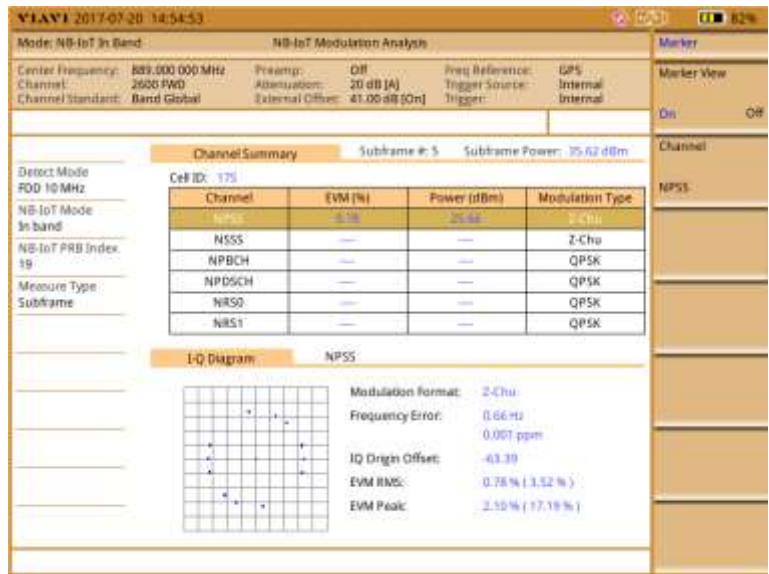 VIAVI 2017-07-20 14:54:53 82%
Mode: NB-IoT In Band NB-IoT Modulation Analysis Marker
Center Frequency: 889.000 000 MHz Preamp: Off Freq Reference: GPS
Channel: 2600 FWD Attenuation: 20 dB [A] Trigger Source: Internal
Channel Standard: Band Global External Offset: 41.00 dB [On] Trigger: Internal
Marker View
On Off
Channel Summary Subframe #: 5 Subframe Power: 35.62 dBm
Channel
NPSS
Detect Mode
FDD 10 MHz
NB-IoT Mode
In band
NB-IoT PRB Index
19
Measure Type
Subframe
Cell ID: 175
Channel EVM (%) Power (dBm) Modulation Type
NPSS Z-Chu
NSSS ---- ---- Z-Chu
NPBCH ---- ---- QPSK
NPDSCH ---- ---- QPSK
NRS0 ---- ---- QPSK
NRS1 ---- ---- QPSK
I-Q Diagram NPSS
Modulation Format: Z-Chu
Frequency Error: 0.66 Hz
0.001 ppm
IQ Origin Offset: -63.39
EVM RMS: 0.78 % ( 3.52 % )
EVM Peak: 2.10 % ( 17.19 % )